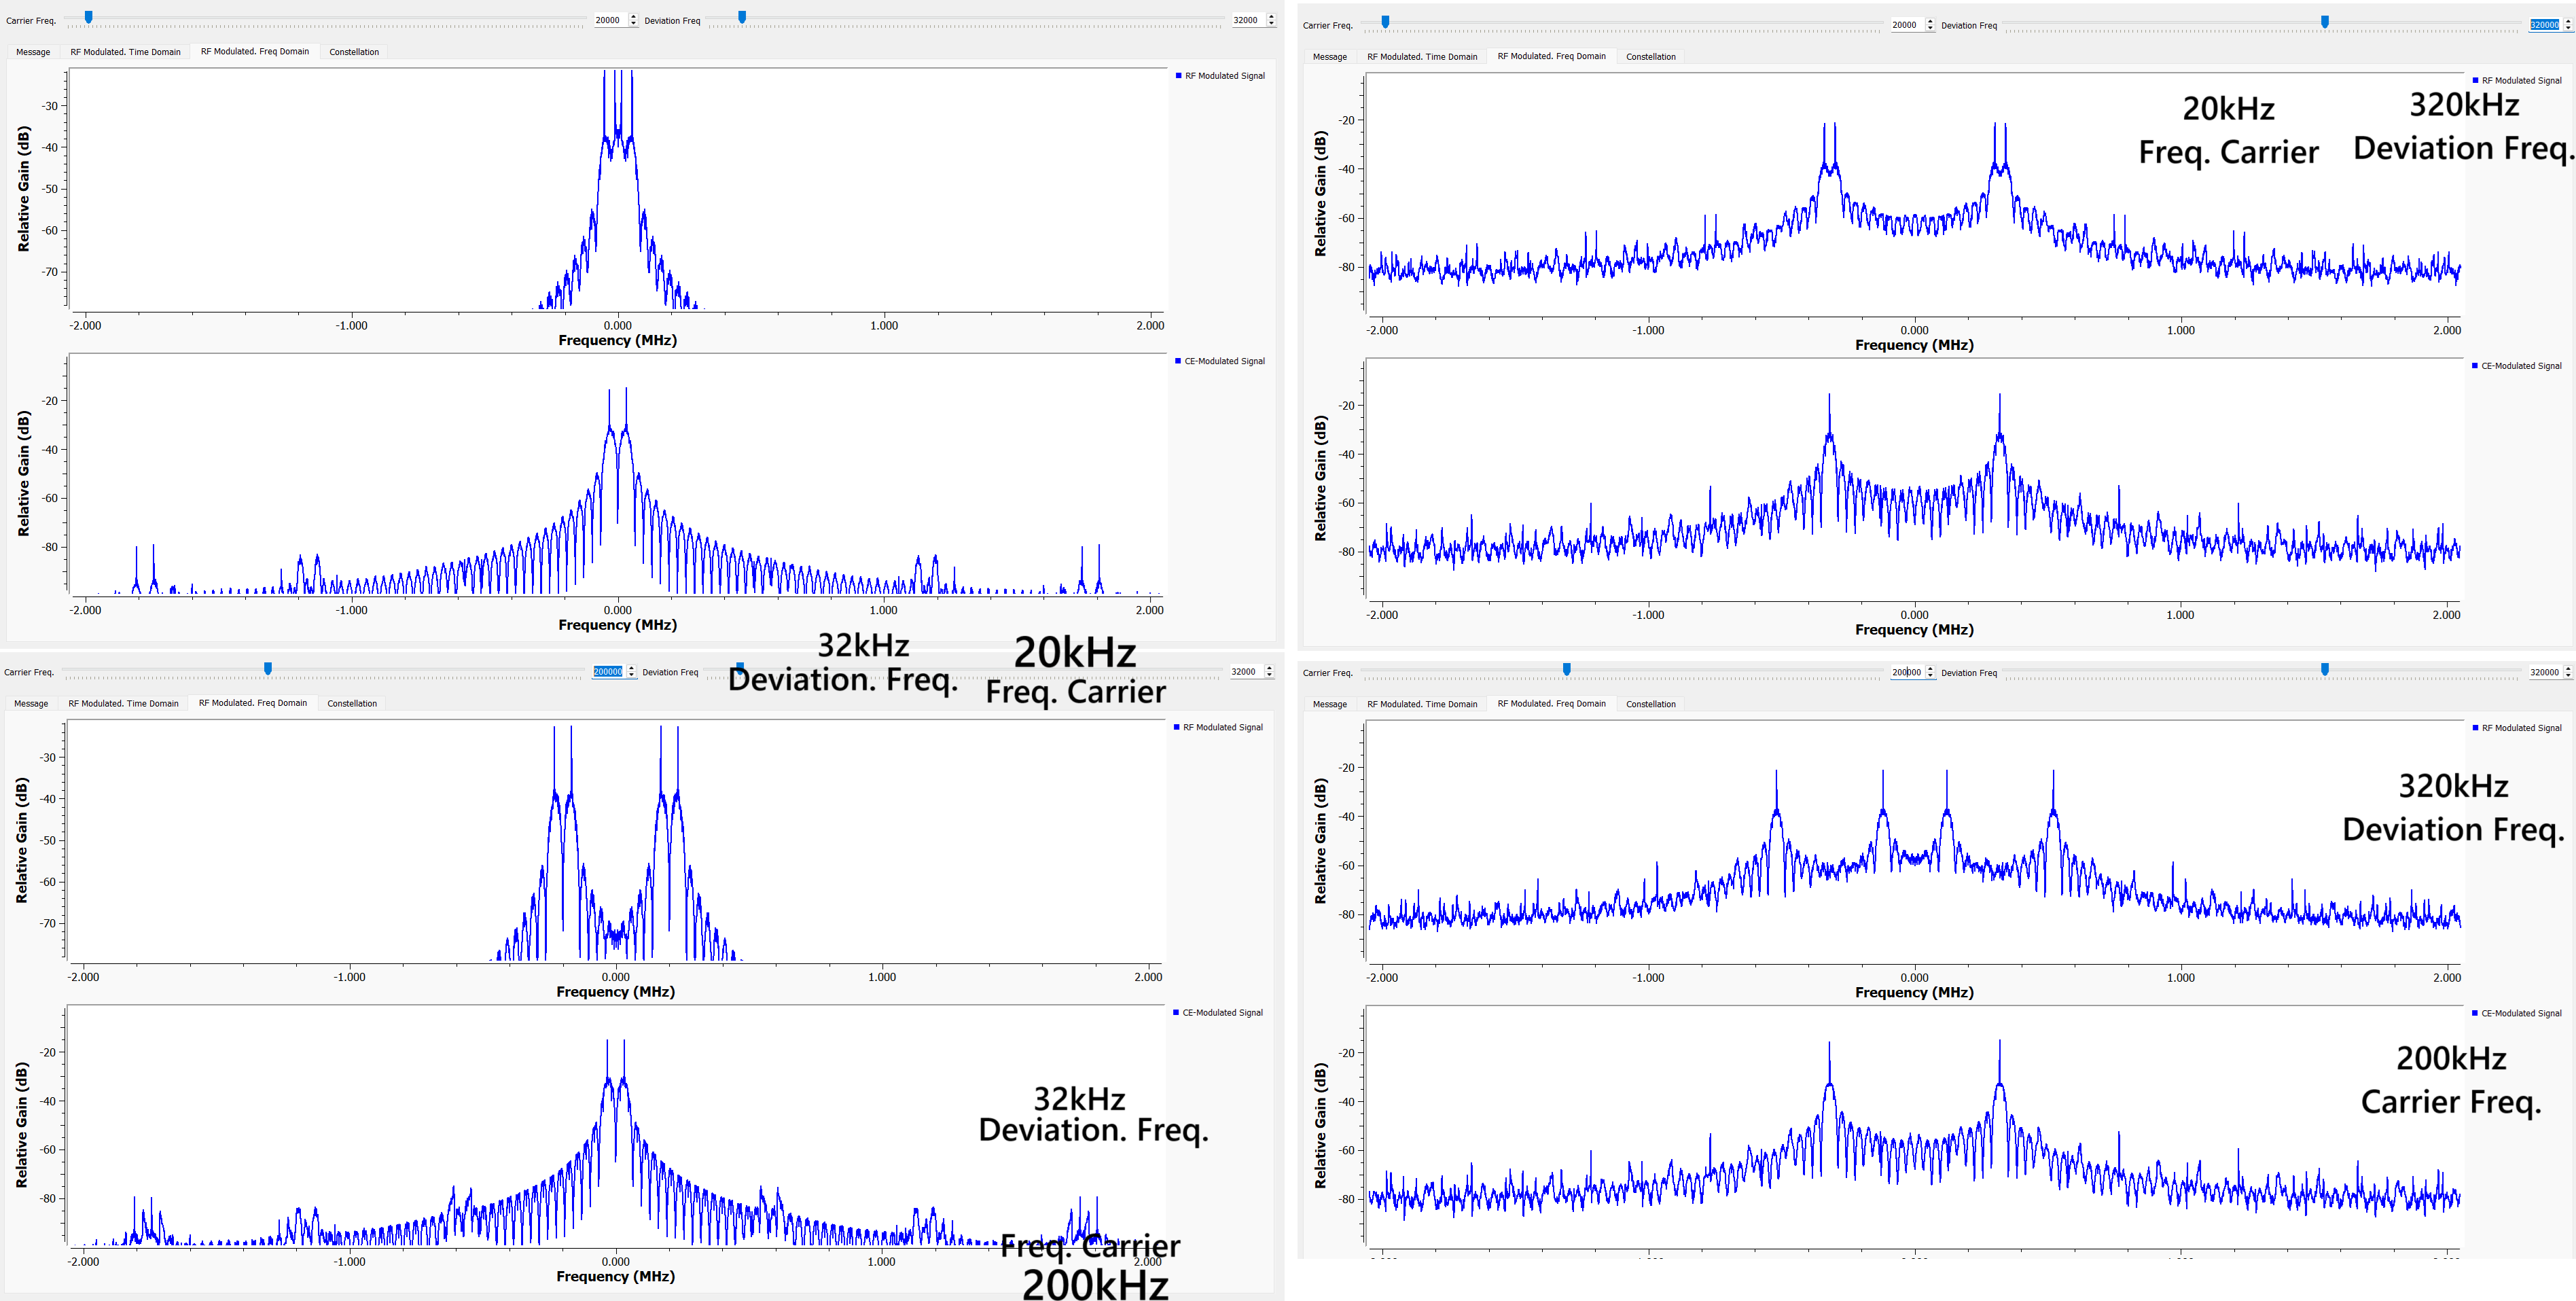 Carrier Freq. 20000 Deviation Freq 32000
Message RF Modulated. Time Domain RF Modulated. Freq Domain Constellation
RF Modulated Signal
Relative Gain (dB)
-30
-40
-50
-60
-70
-2.000 -1.000 0.000 1.000 2.000
Frequency (MHz)
CE-Modulated Signal
Relative Gain (dB)
-20
-40
-60
-80
-2.000 -1.000 0.000 1.000 2.000
Frequency (MHz)
32kHz
Deviation. Freq.
20kHz
Freq. Carrier
Carrier Freq. 20000 Deviation Freq 320000
Message RF Modulated. Time Domain RF Modulated. Freq Domain Constellation
RF Modulated Signal
20kHz
Freq. Carrier
320kHz
Deviation Freq.
Relative Gain (dB)
-20
-40
-60
-80
-2.000 -1.000 0.000 1.000 2.000
Frequency (MHz)
CE-Modulated Signal
Relative Gain (dB)
-20
-40
-60
-80
-2.000 -1.000 0.000 1.000 2.000
Frequency (MHz)
Carrier Freq. 200000 Deviation Freq 32000
Message RF Modulated. Time Domain RF Modulated. Freq Domain Constellation
RF Modulated Signal
Relative Gain (dB)
-30
-40
-50
-60
-70
-2.000 -1.000 0.000 1.000 2.000
Frequency (MHz)
CE-Modulated Signal
Relative Gain (dB)
-20
-40
-60
-80
32kHz
Deviation. Freq.
-2.000 -1.000 0.000 1.000 2.000
Frequency (MHz)
Freq. Carrier
200kHz
Carrier Freq. 200000 Deviation Freq 320000
Message RF Modulated. Time Domain RF Modulated. Freq Domain Constellation
RF Modulated Signal
320kHz
Deviation Freq.
Relative Gain (dB)
-20
-40
-60
-80
-2.000 -1.000 0.000 1.000 2.000
Frequency (MHz)
CE-Modulated Signal
200kHz
Carrier Freq.
Relative Gain (dB)
-20
-40
-60
-80